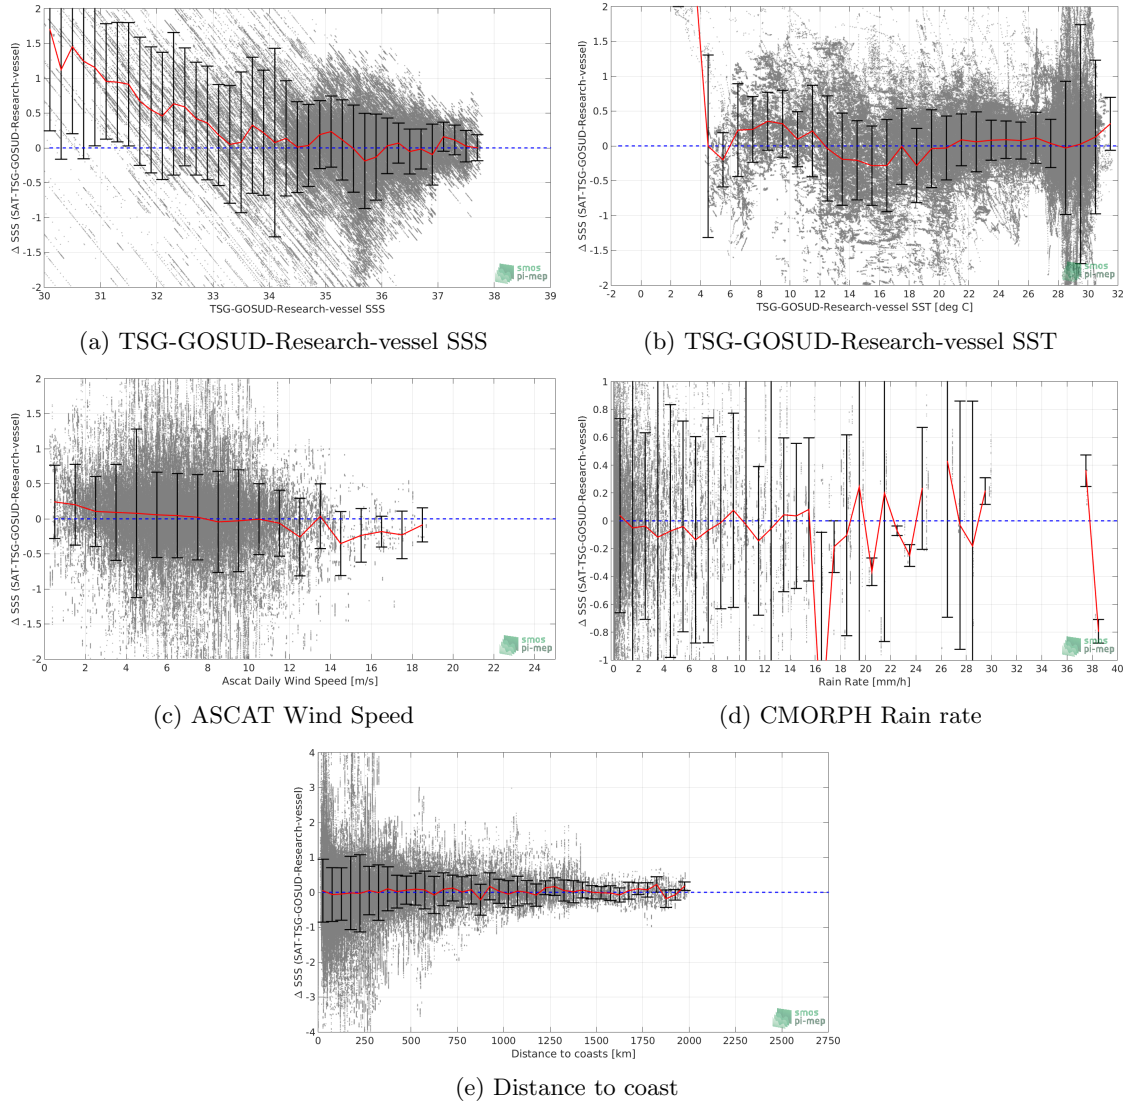 2
1.5
1
0.5
0
-0.5
-1
-1.5
-2
Δ SSS (SAT-TSG-GOSUD-Research-vessel)
30 31 32 33 34 35 36 37 38 39
TSG-GOSUD-Research-vessel SSS
smos
pi-mep
(a) TSG-GOSUD-Research-vessel SSS
2
1.5
1
0.5
0
-0.5
-1
-1.5
-2
Δ SSS (SAT-TSG-GOSUD-Research-vessel)
-2 0 2 4 6 8 10 12 14 16 18 20 22 24 26 28 30 32
TSG-GOSUD-Research-vessel SST [deg C]
smos
pi-mep
(b) TSG-GOSUD-Research-vessel SST
2
1.5
1
0.5
0
-0.5
-1
-1.5
-2
Δ SSS (SAT-TSG-GOSUD-Research-vessel)
0 2 4 6 8 10 12 14 16 18 20 22 24
Ascat Daily Wind Speed [m/s]
smos
pi-mep
(c) ASCAT Wind Speed
1
0.8
0.6
0.4
0.2
0
-0.2
-0.4
-0.6
-0.8
-1
Δ SSS (SAT-TSG-GOSUD-Research-vessel)
0 2 4 6 8 10 12 14 16 18 20 22 24 26 28 30 32 34 36 38 40
Rain Rate [mm/h]
smos
pi-mep
(d) CMORPH Rain rate
4
3
2
1
0
-1
-2
-3
-4
Δ SSS (SAT-TSG-GOSUD-Research-vessel)
0 250 500 750 1000 1250 1500 1750 2000 2250 2500 2750
Distance to coasts [km]
smos
pi-mep
(e) Distance to coast